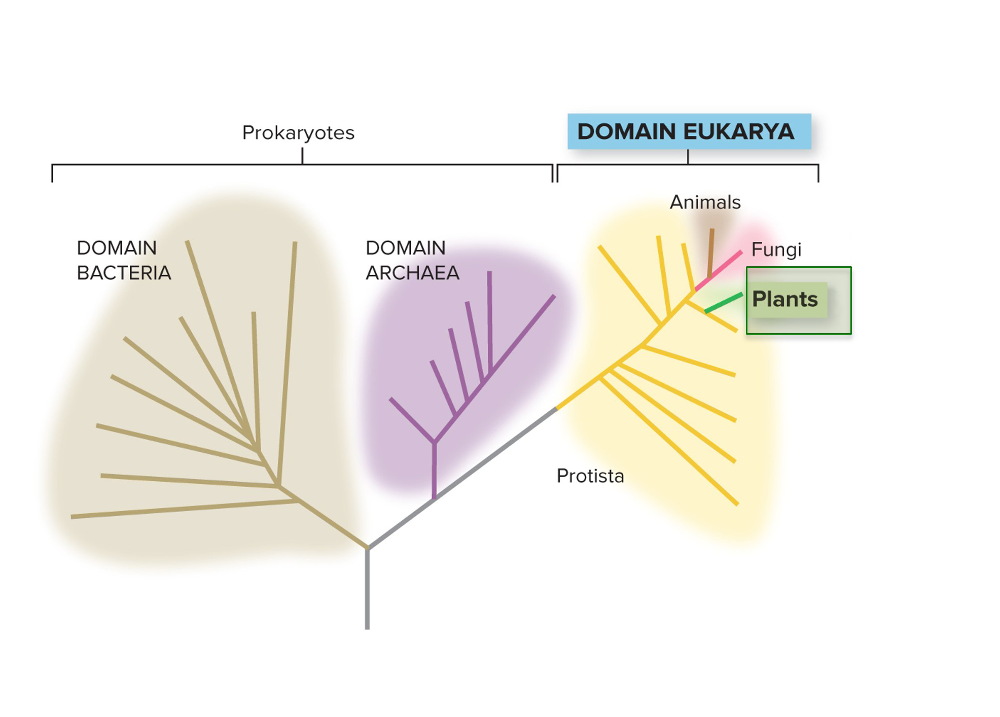 Prokaryotes
DOMAIN EUKARYA
Animals
DOMAIN
BACTERIA
DOMAIN
ARCHAEA
Fungi
Plants
Protista